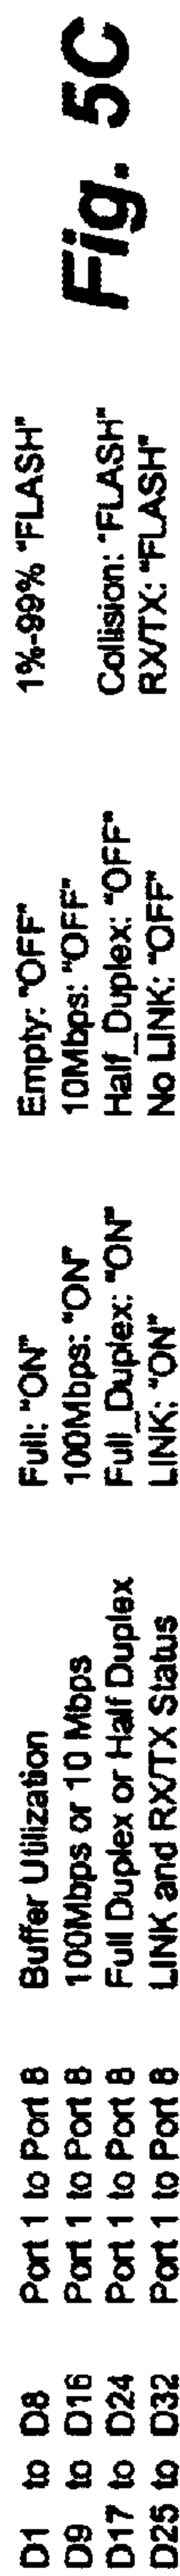 D1 to D8 Port 1 to Port 8 Buffer Utilization Full: "ON" Empty: "OFF" 1%-99% "FLASH"
D9 to D16 Port 1 to Port 8 100Mbps or 10 Mbps 100Mbps: "ON" 10Mbps: "OFF"
D17 to D24 Port 1 to Port 8 Full Duplex or Half Duplex Full_Duplex: "ON" Half_Duplex: "OFF" Collision: "FLASH"
D25 to D32 Port 1 to Port 8 LINK and RX/TX Status LINK: "ON" No LINK: "OFF" RX/TX: "FLASH"
Fig. 5C